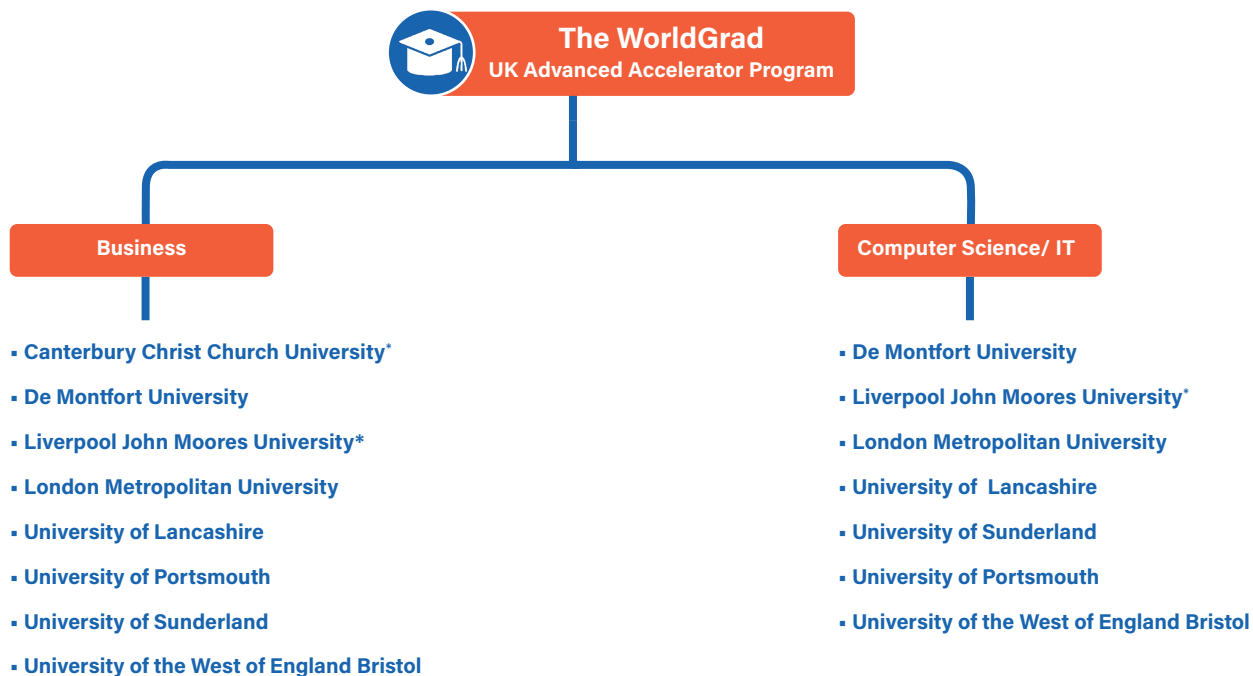 The WorldGrad
UK Advanced Accelerator Program
Business
▪ Canterbury Christ Church University*
▪ De Montfort University
▪ Liverpool John Moores University*
▪ London Metropolitan University
▪ University of Lancashire
▪ University of Portsmouth
▪ University of Sunderland
▪ University of the West of England Bristol
Computer Science/ IT
▪ De Montfort University
▪ Liverpool John Moores University*
▪ London Metropolitan University
▪ University of  Lancashire
▪ University of Sunderland
▪ University of Portsmouth
▪ University of the West of England Bristol